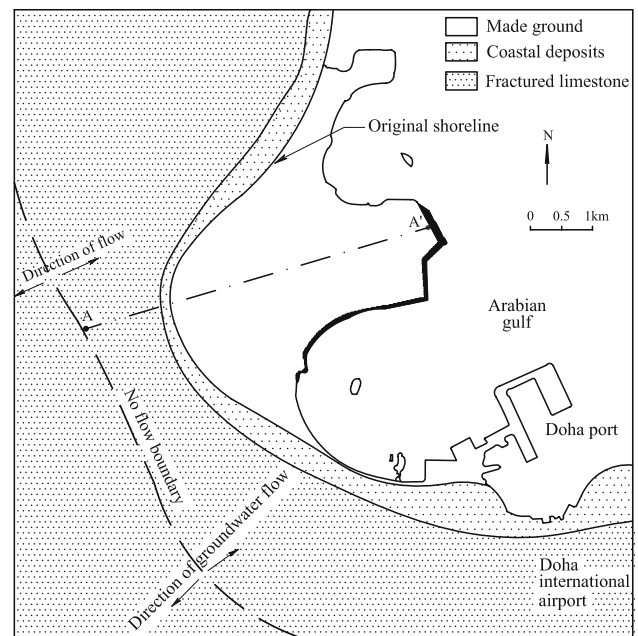 Made ground
Coastal deposits
Fractured limestone
Original shoreline
N
0 0.5 1km
A'
Direction of flow
A
Arabian
gulf
No flow boundary
Doha port
Direction of groundwater flow
Doha
international
airport